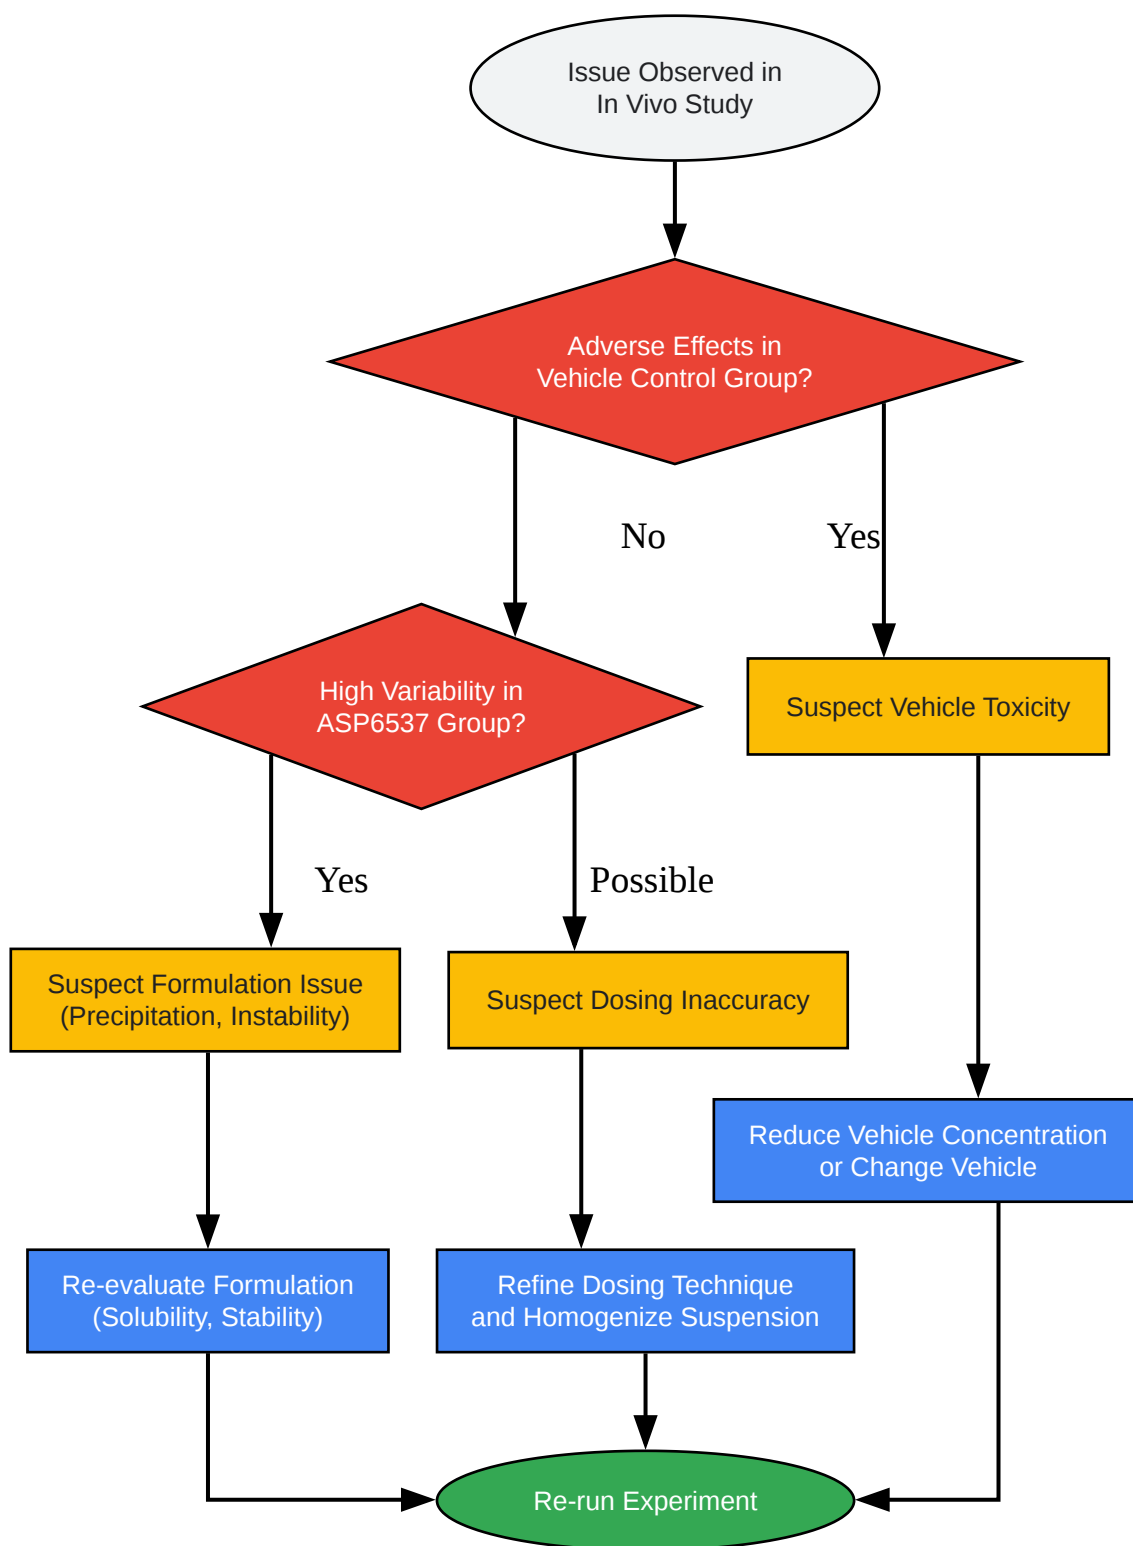 Issue Observed in
In Vivo Study
Adverse Effects in
Vehicle Control Group?
No
Yes
High Variability in
ASP6537 Group?
Suspect Vehicle Toxicity
Yes
Possible
Suspect Formulation Issue
(Precipitation, Instability)
Suspect Dosing Inaccuracy
Reduce Vehicle Concentration
or Change Vehicle
Re-evaluate Formulation
(Solubility, Stability)
Refine Dosing Technique
and Homogenize Suspension
Re-run Experiment